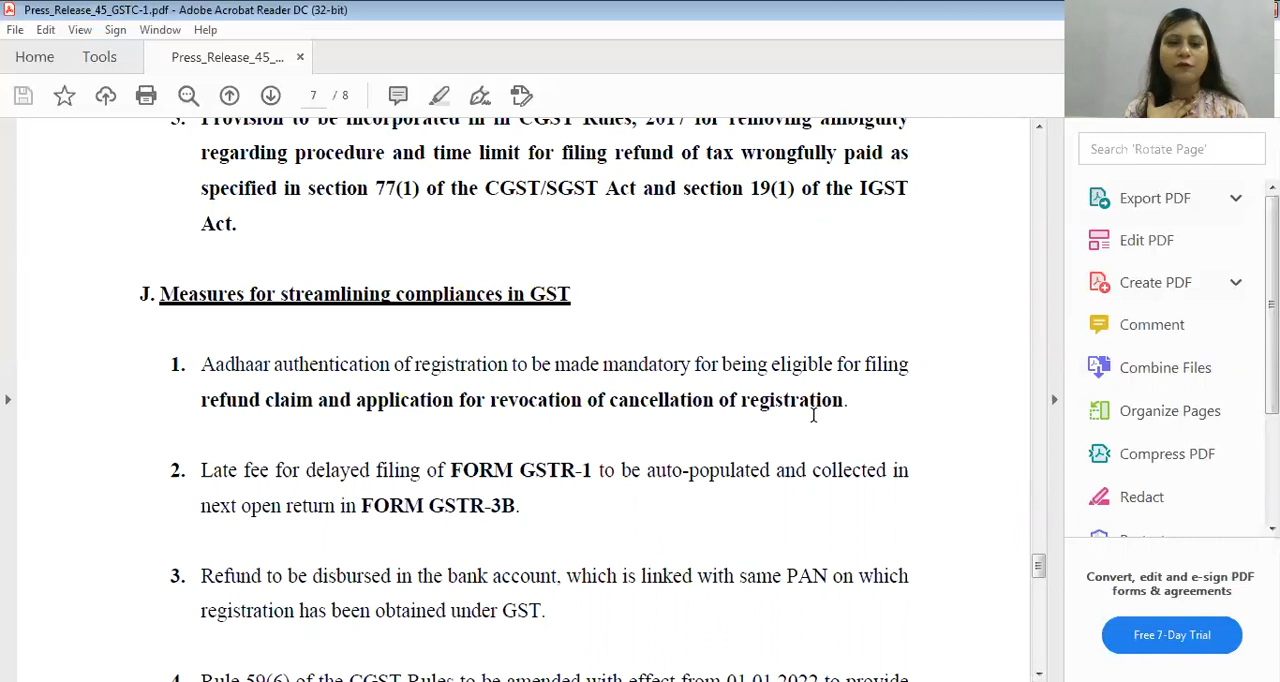 Press_Release_45_GSTC-1.pdf - Adobe Acrobat Reader DC (32-bit)
File Edit View Sign Window Help
Home Tools Press_Release_45_... ×
7 / 8
5. Provision to be incorporated in in CGST Rules, 2017 for removing ambiguity
regarding procedure and time limit for filing refund of tax wrongfully paid as
specified in section 77(1) of the CGST/SGST Act and section 19(1) of the IGST
Act.
J. Measures for streamlining compliances in GST
1. Aadhaar authentication of registration to be made mandatory for being eligible for filing
refund claim and application for revocation of cancellation of registration.
2. Late fee for delayed filing of FORM GSTR-1 to be auto-populated and collected in
next open return in FORM GSTR-3B.
3. Refund to be disbursed in the bank account, which is linked with same PAN on which
registration has been obtained under GST.
4. Rule 59(6) of the CGST Rules to be amended with effect from 01.01.2022 to provide
Search 'Rotate Page'
Export PDF
Edit PDF
Create PDF
Comment
Combine Files
Organize Pages
Compress PDF
Redact
Convert, edit and e-sign PDF
forms & agreements
Free 7-Day Trial